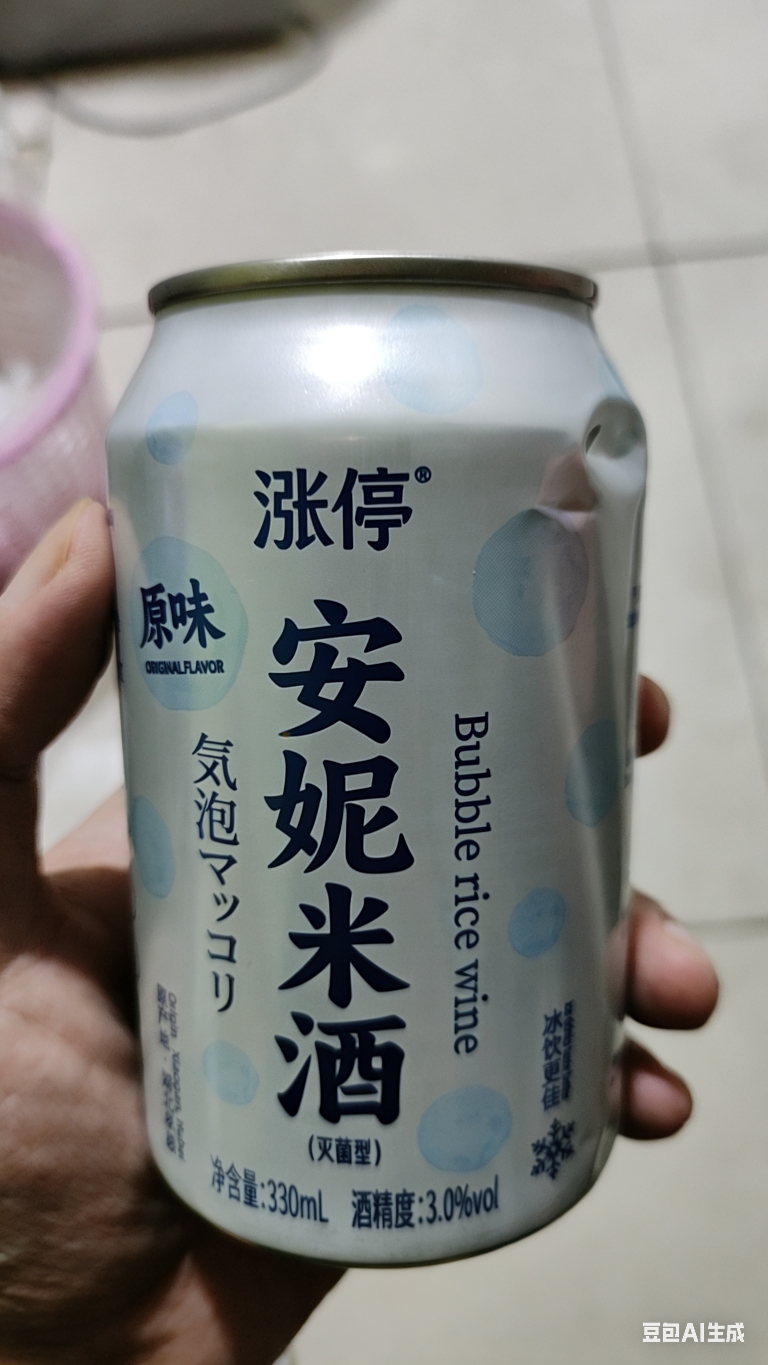 涨停®
原味
ORIGINAL FLAVOR
安妮米酒
気泡マッコリ
Bubble rice wine
(灭菌型)
冰饮更佳
净含量:330mL 酒精度:3.0%vol
豆包AI生成